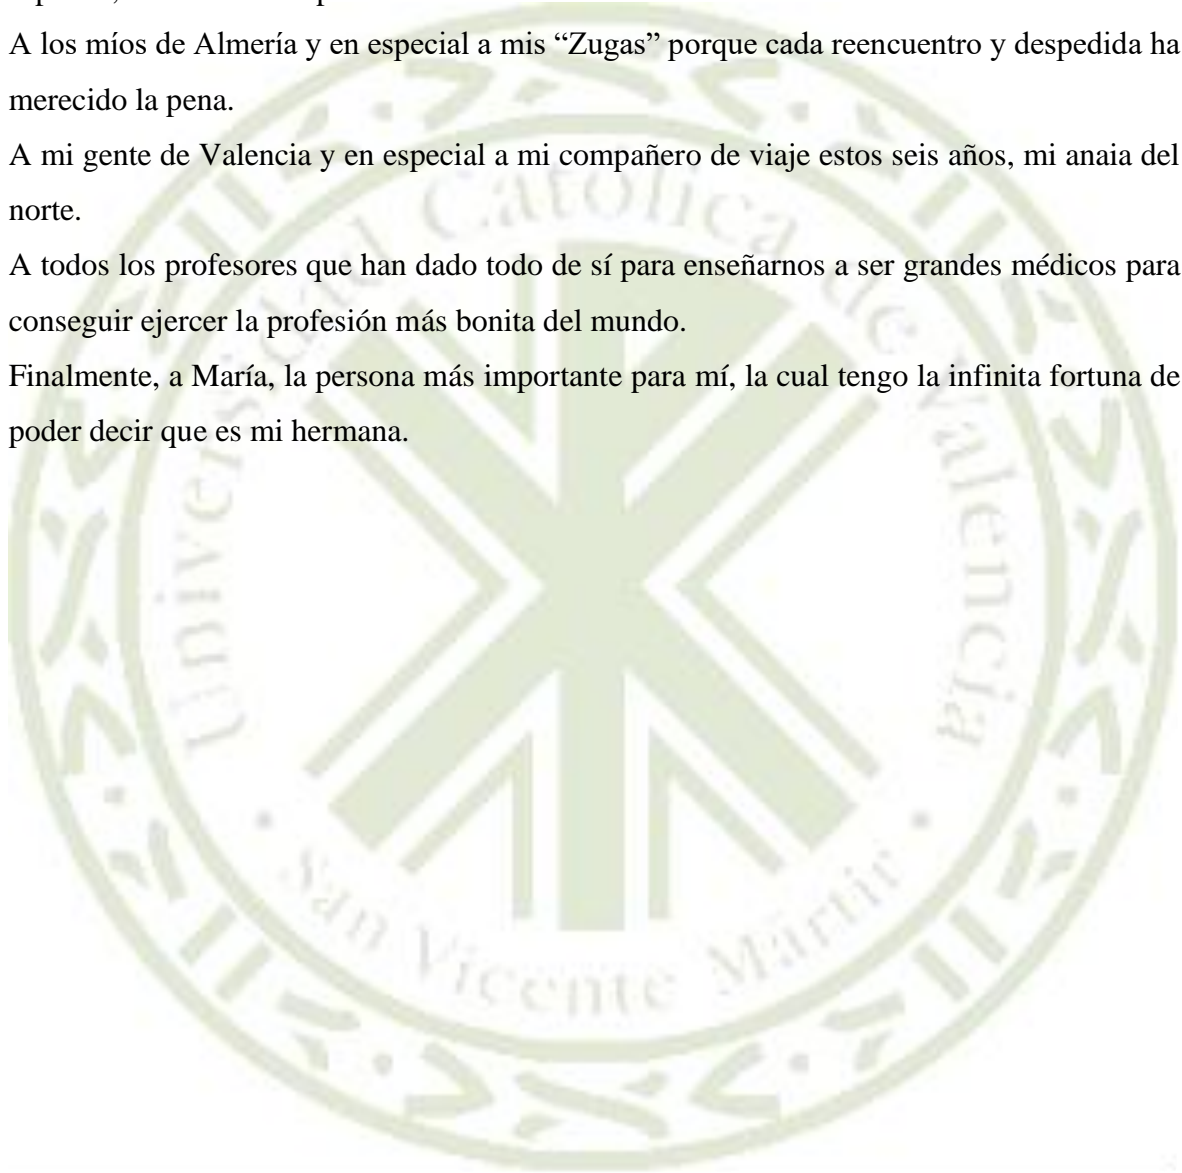 A los míos de Almería y en especial a mis “Zugas” porque cada reencuentro y despedida ha
merecido la pena.
A mi gente de Valencia y en especial a mi compañero de viaje estos seis años, mi anaia del
norte.
A todos los profesores que han dado todo de sí para enseñarnos a ser grandes médicos para
conseguir ejercer la profesión más bonita del mundo.
Finalmente, a María, la persona más importante para mí, la cual tengo la infinita fortuna de
poder decir que es mi hermana.
Universidad Católica de Valencia
San Vicente Mártir